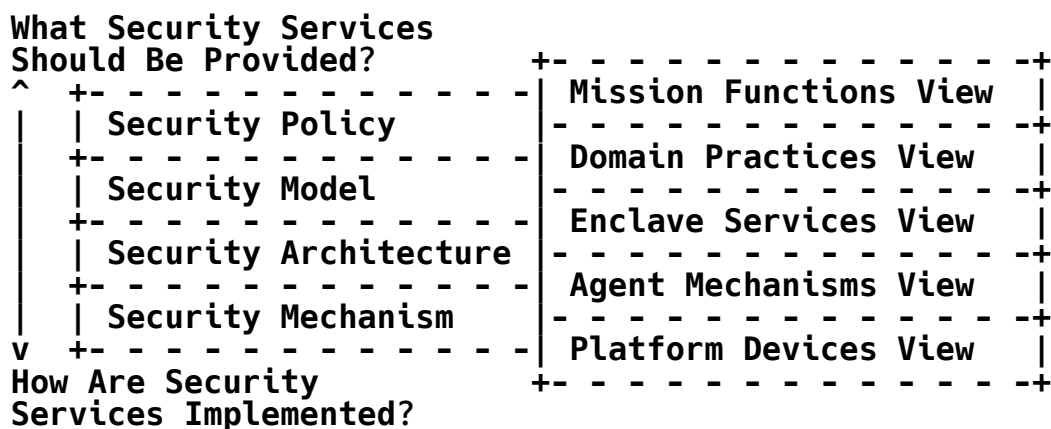 What Security Services
Should Be Provided?             +- - - - - - - - - - - - -+
^  +- - - - - - - - - - - -| Mission Functions View  |
|  | Security Policy       |- - - - - - - - - - - - -+
|  +- - - - - - - - - - - -| Domain Practices View   |
|  | Security Model        |- - - - - - - - - - - - -+
|  +- - - - - - - - - - - -| Enclave Services View   |
|  | Security Architecture |- - - - - - - - - - - - -+
|  +- - - - - - - - - - - -| Agent Mechanisms View   |
|  | Security Mechanism    |- - - - - - - - - - - - -+
v  +- - - - - - - - - - - -| Platform Devices View   |
How Are Security           +- - - - - - - - - - - - -+
Services Implemented?